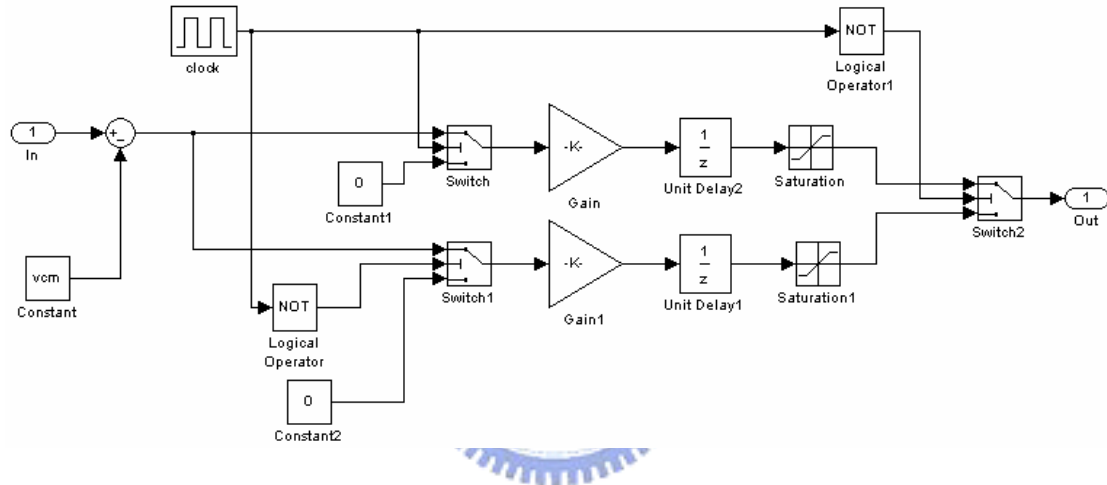 clock
NOT
Logical
Operator1
1
In
+
-
Switch
-K-
Gain
1
z
Unit Delay2
Saturation
0
Constant1
Switch2
1
Out
vcm
Constant
Switch1
-K-
Gain1
1
z
Unit Delay1
Saturation1
NOT
Logical
Operator
0
Constant2